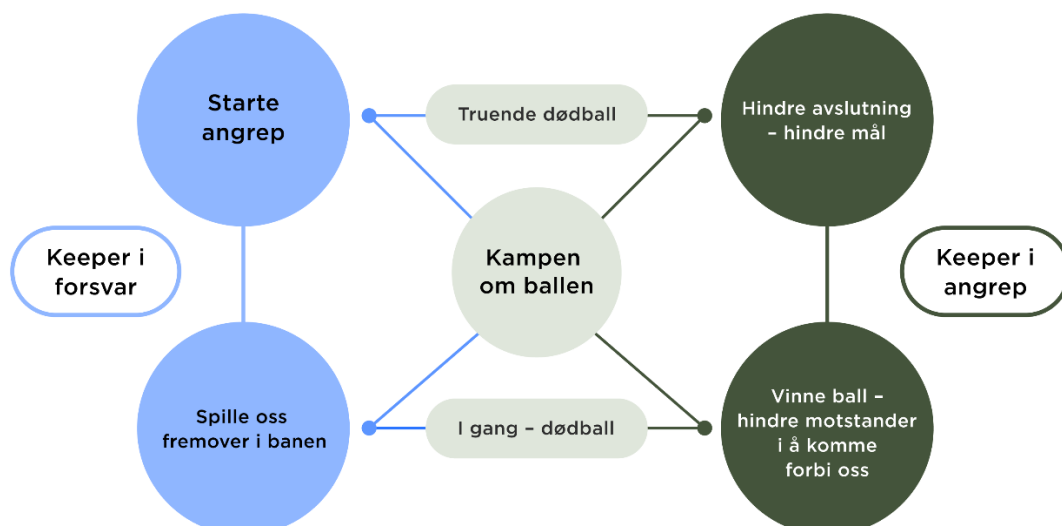 Starte
angrep
Truende dødball
Hindre avslutning
– hindre mål
Keeper i
forsvar
Kampen
om ballen
Keeper i
angrep
Spille oss
fremover i banen
I gang – dødball
Vinne ball –
hindre motstander
i å komme
forbi oss